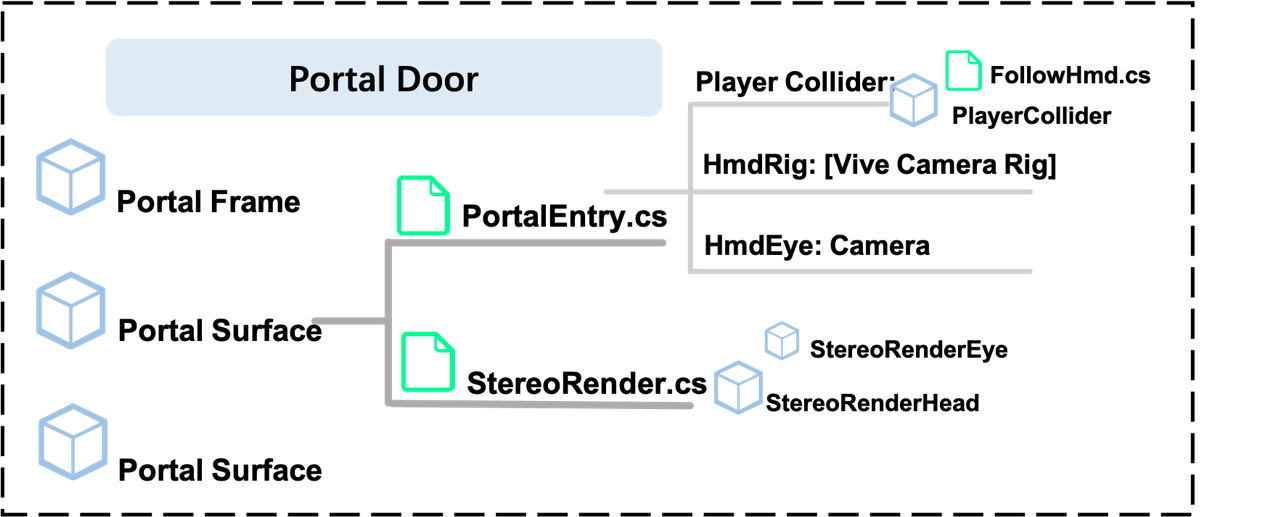 Portal Door
Player Collider:
FollowHmd.cs
PlayerCollider
HmdRig: [Vive Camera Rig]
Portal Frame
PortalEntry.cs
HmdEye: Camera
Portal Surface
StereoRenderEye
StereoRender.cs
StereoRenderHead
Portal Surface